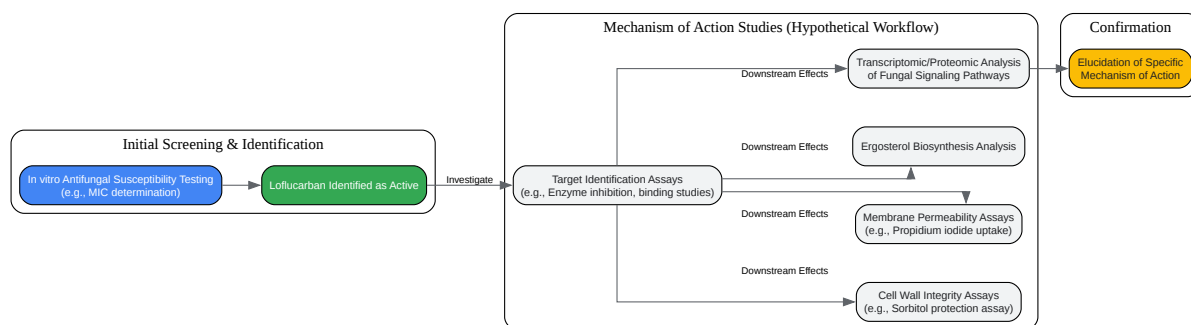 Initial Screening & Identification
In vitro Antifungal Susceptibility Testing
(e.g., MIC determination)
Loflucarban Identified as Active
Investigate
Mechanism of Action Studies (Hypothetical Workflow)
Target Identification Assays
(e.g., Enzyme inhibition, binding studies)
Downstream Effects
Transcriptomic/Proteomic Analysis
of Fungal Signaling Pathways
Downstream Effects
Ergosterol Biosynthesis Analysis
Downstream Effects
Membrane Permeability Assays
(e.g., Propidium iodide uptake)
Downstream Effects
Cell Wall Integrity Assays
(e.g., Sorbitol protection assay)
Confirmation
Elucidation of Specific
Mechanism of Action